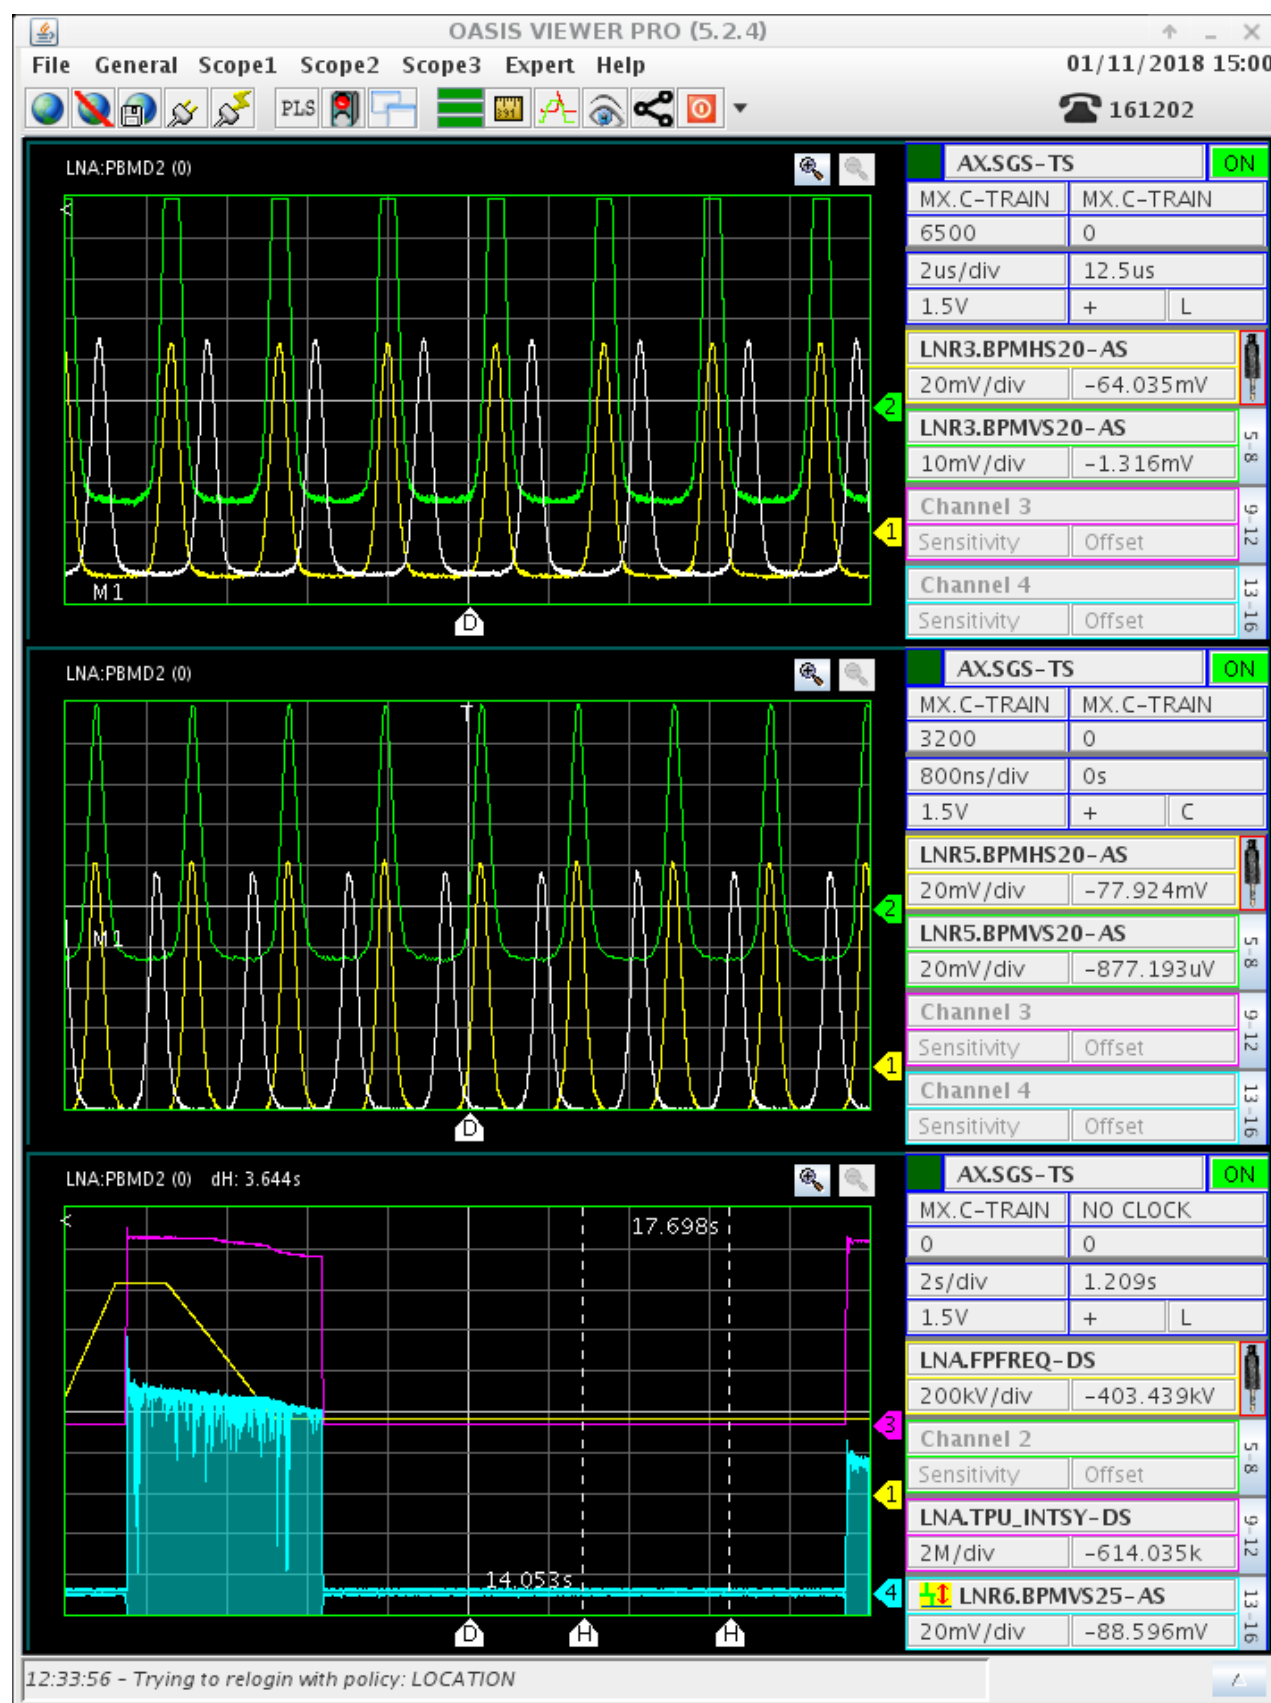 OASIS VIEWER PRO (5.2.4)
File General Scope1 Scope2 Scope3 Expert Help 01/11/2018 15:00
PLS 161202
LNA:PBMD2 (0)
M1
D
2
1
AX.SGS-TS ON
MX.C-TRAIN MX.C-TRAIN
6500 0
2us/div 12.5us
1.5V + L
LNR3.BPMHS20-AS
20mV/div -64.035mV
LNR3.BPMVS20-AS
10mV/div -1.316mV
Channel 3
Sensitivity Offset
Channel 4
Sensitivity Offset
5-8
9-12
13-16
LNA:PBMD2 (0)
T
M1
D
2
1
AX.SGS-TS ON
MX.C-TRAIN MX.C-TRAIN
3200 0
800ns/div 0s
1.5V + C
LNR5.BPMHS20-AS
20mV/div -77.924mV
LNR5.BPMVS20-AS
20mV/div -877.193uV
Channel 3
Sensitivity Offset
Channel 4
Sensitivity Offset
5-8
9-12
13-16
LNA:PBMD2 (0) dH: 3.644s
17.698s
14.053s
D H H
3
1
4
AX.SGS-TS ON
MX.C-TRAIN NO CLOCK
0 0
2s/div 1.209s
1.5V + L
LNA.FPFREQ-DS
200kV/div -403.439kV
Channel 2
Sensitivity Offset
LNA.TPU_INTSY-DS
2M/div -614.035k
LNR6.BPMVS25-AS
20mV/div -88.596mV
5-8
9-12
13-16
12:33:56 - Trying to relogin with policy: LOCATION